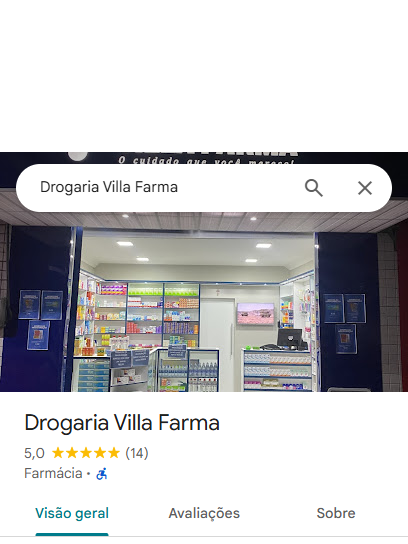 O cuidado que você merece!
Drogaria Villa Farma
Drogaria Villa Farma
5,0 ★★★★★ (14)
Farmácia ·
Visão geral
Avaliações
Sobre